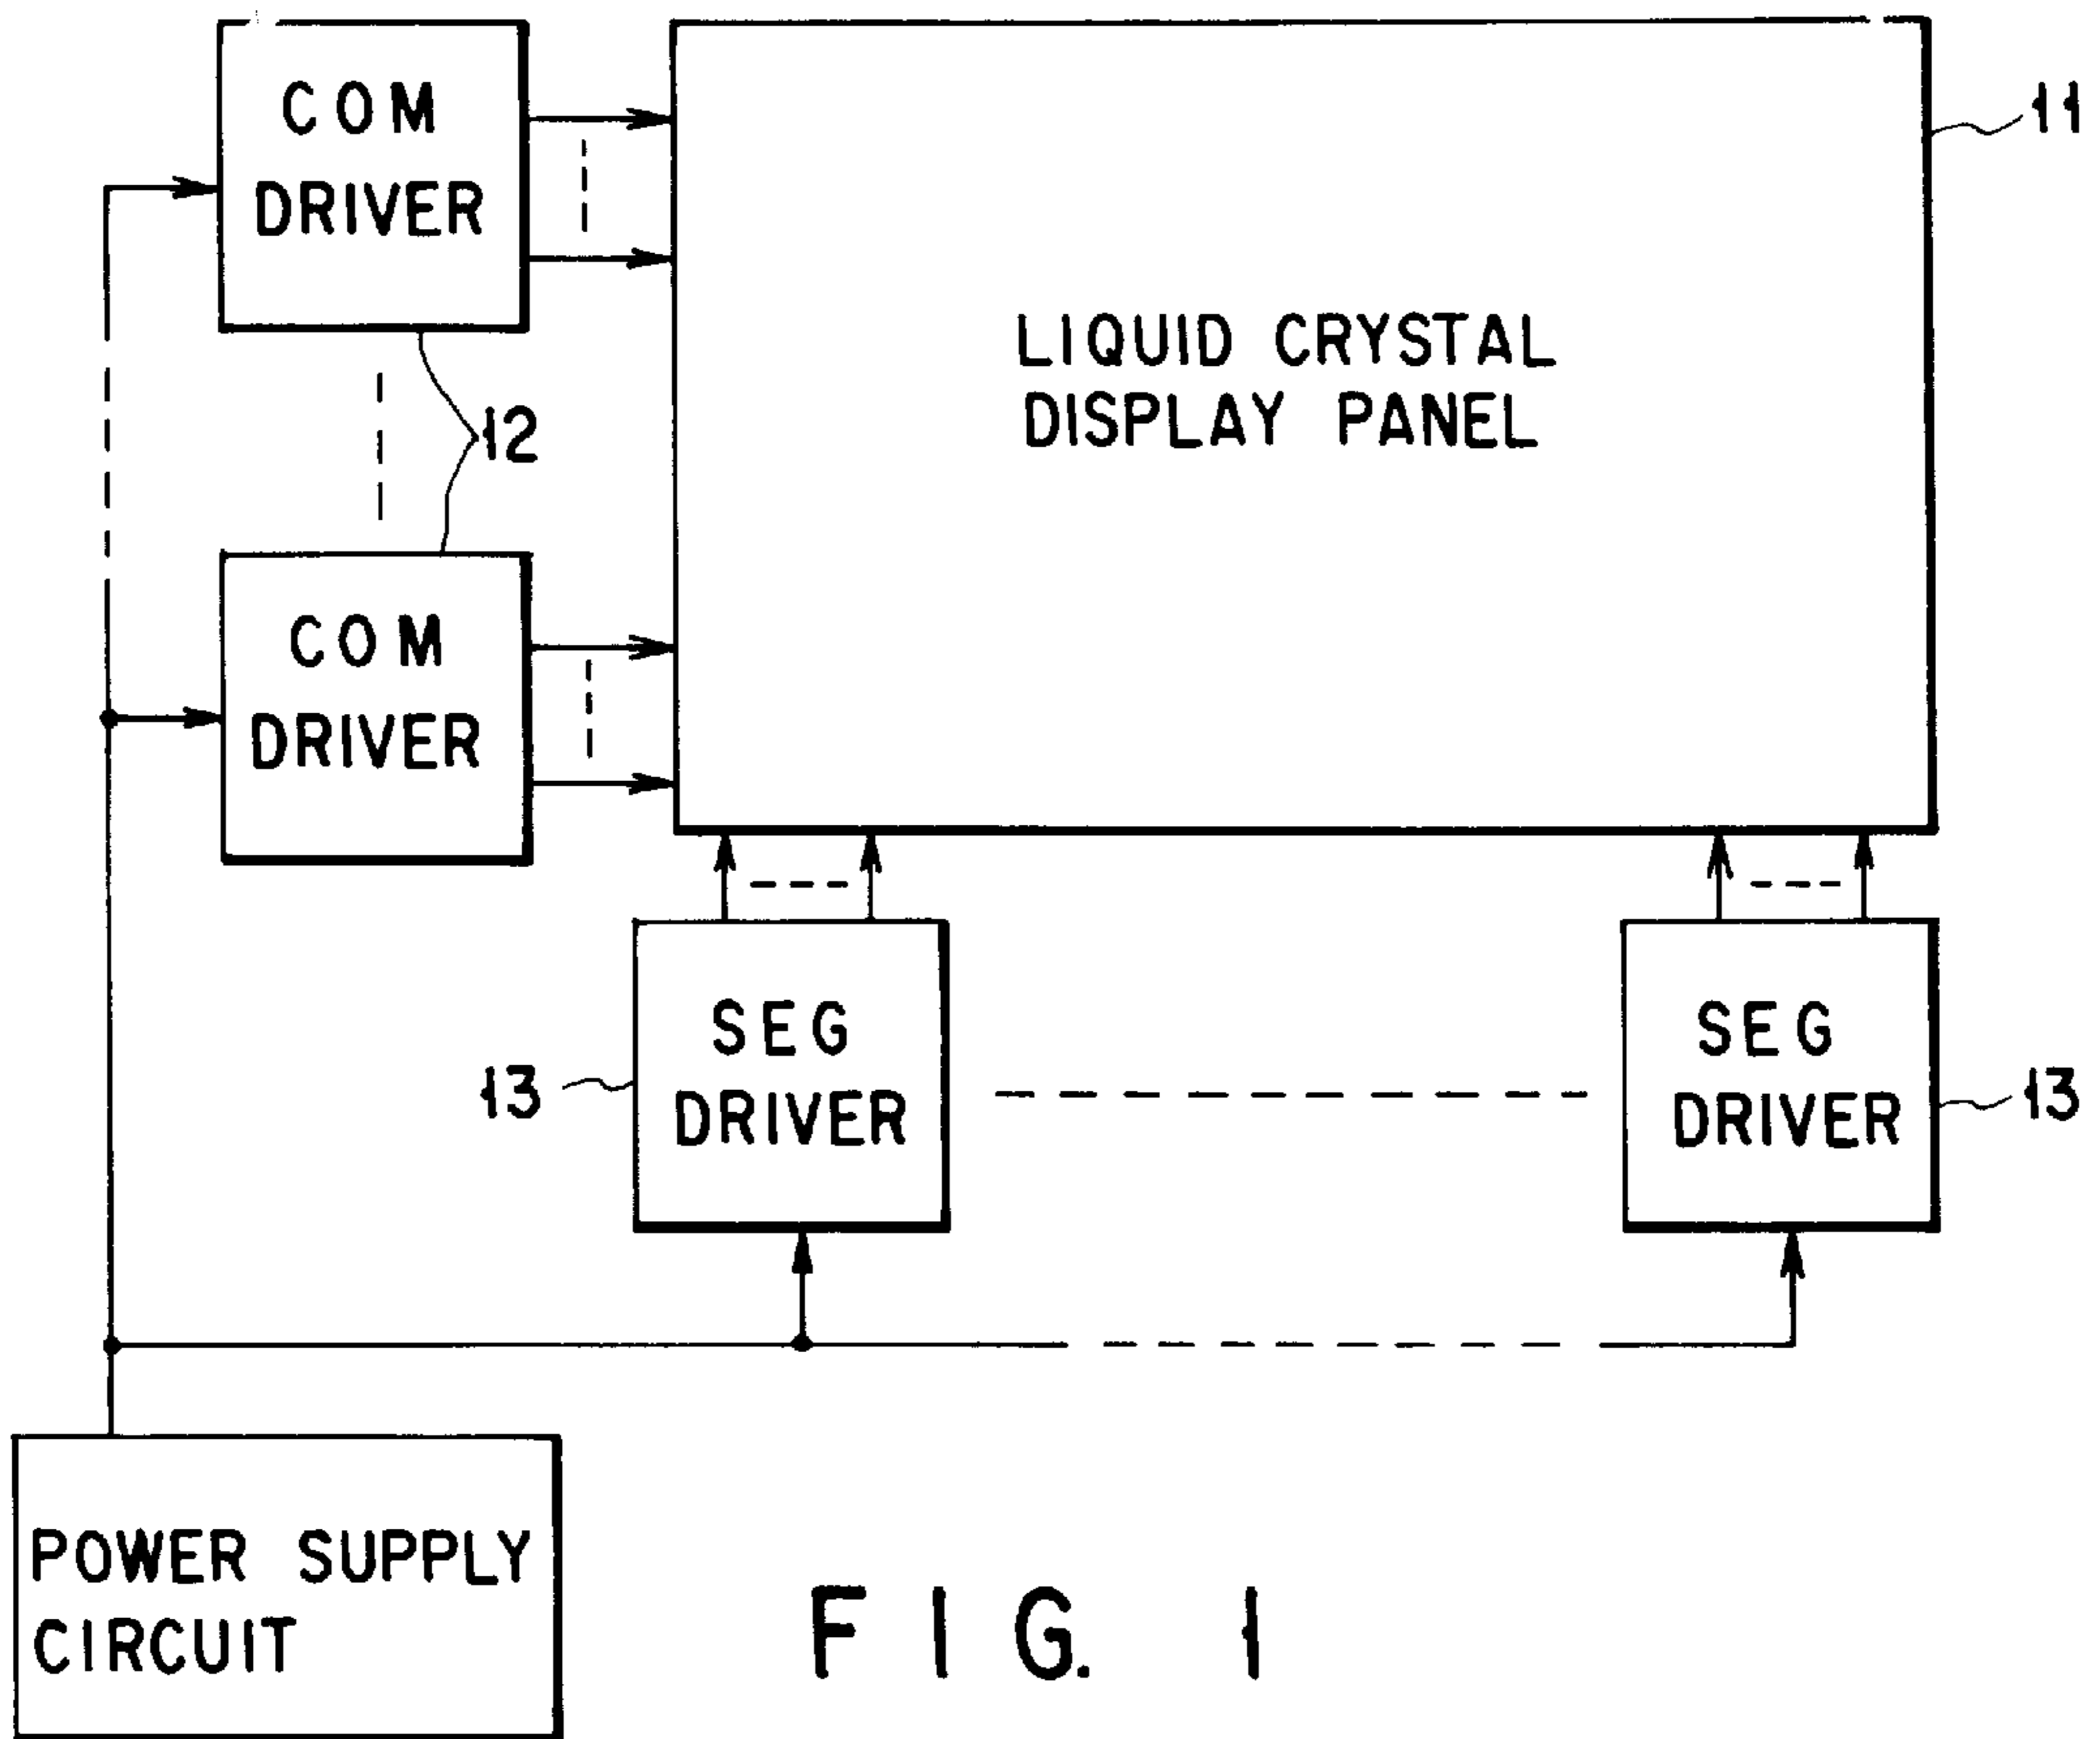 COM
DRIVER
11
LIQUID CRYSTAL
DISPLAY PANEL
12
COM
DRIVER
SEG
DRIVER
13
SEG
DRIVER
13
POWER SUPPLY
CIRCUIT
FIG. 1